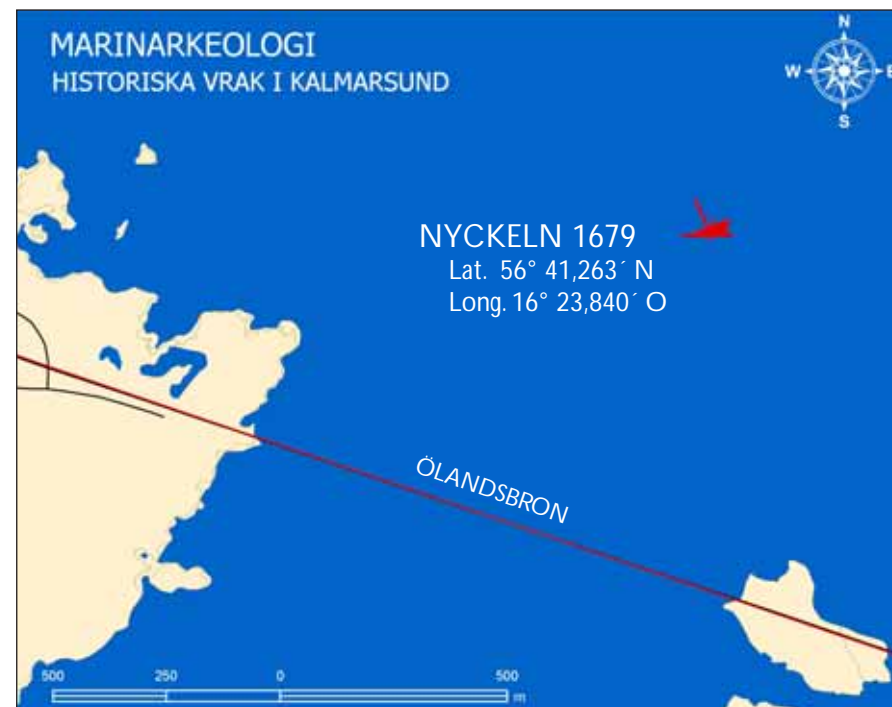 MARINARKEOLOGI
HISTORISKA VRAK I KALMARSUND
N
W
E
S
NYCKELN 1679
Lat. 56° 41,263´ N
Long. 16° 23,840´ O
ÖLANDSBRON
500 250 0 500
m